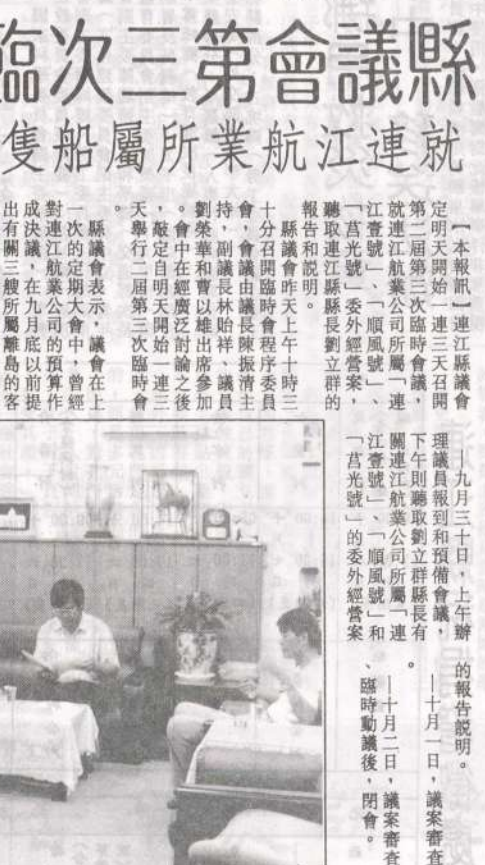 縣議會第三次臨
就連江航業所屬船隻
【本報訊】連江縣議會
定明天開始一連三天召開
第二屆第三次臨時會議，
就連江航業公司所屬「連
江壹號」、「順風號」、
「莒光號」委外經營案，
聽取連江縣縣長劉立群的
報告和說明。
縣議會昨天上午十時三
十分召開臨時會程序委員
會，會議由議長陳振清主
持，副議長林貽祥、議員
劉榮華和曹以雄出席參加
。會中在經廣泛討論之後
，敲定自明天開始一連三
天舉行二屆第三次臨時會
。
縣議會表示，議會在上
一次的定期大會中，曾經
對連江航業公司的預算作
成決議，在九月底以前提
出有關三艘所屬離島的客
——九月三十日，上午辦
理議員報到和預備會議，
下午則聽取劉立群縣長有
關連江航業公司所屬「連
江壹號」、「順風號」和
「莒光號」的委外經營案
的報告說明。
——十月一日，議案審查
。
——十月二日，議案審查
、臨時動議後，閉會。